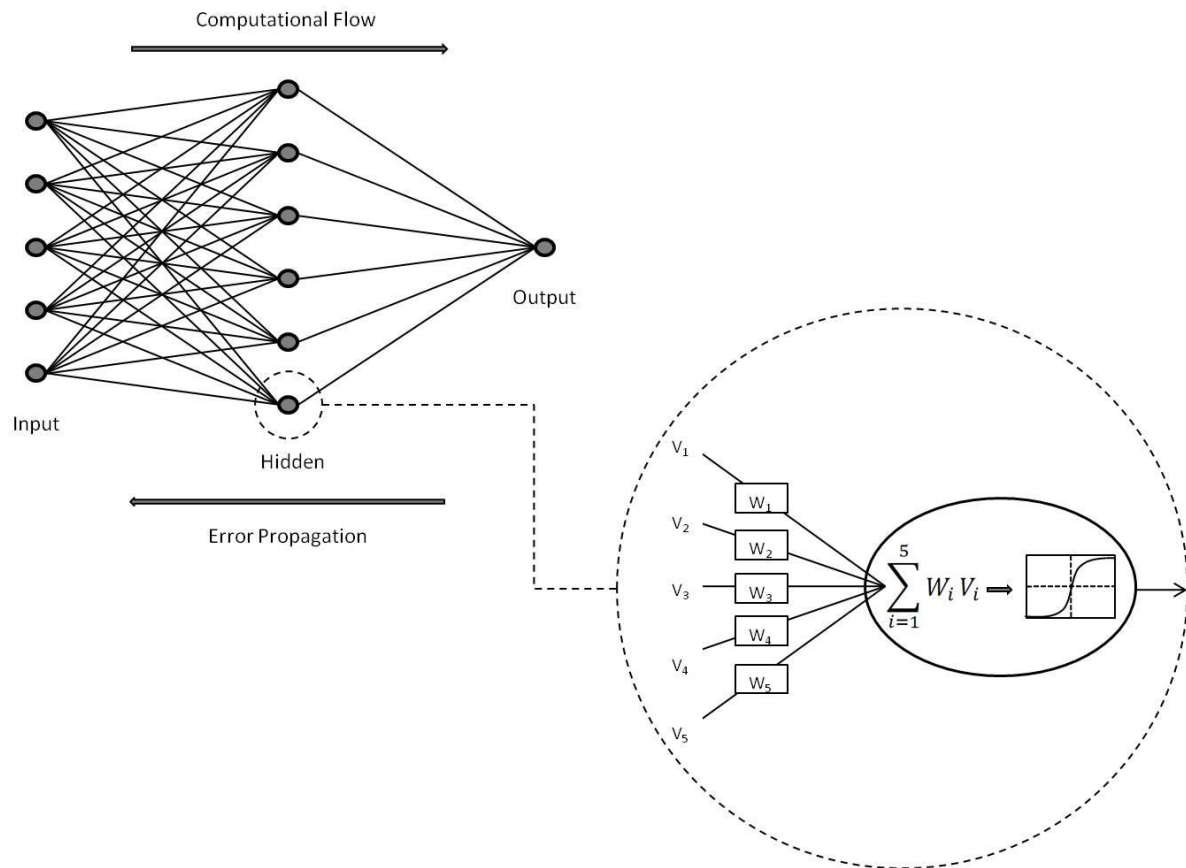 Computational Flow
Input
Hidden
Output
Error Propagation
V₁
V₂
V₃
V₄
V₅
W₁
W₂
W₃
W₄
W₅
5
∑ Wᵢ Vᵢ
i=1